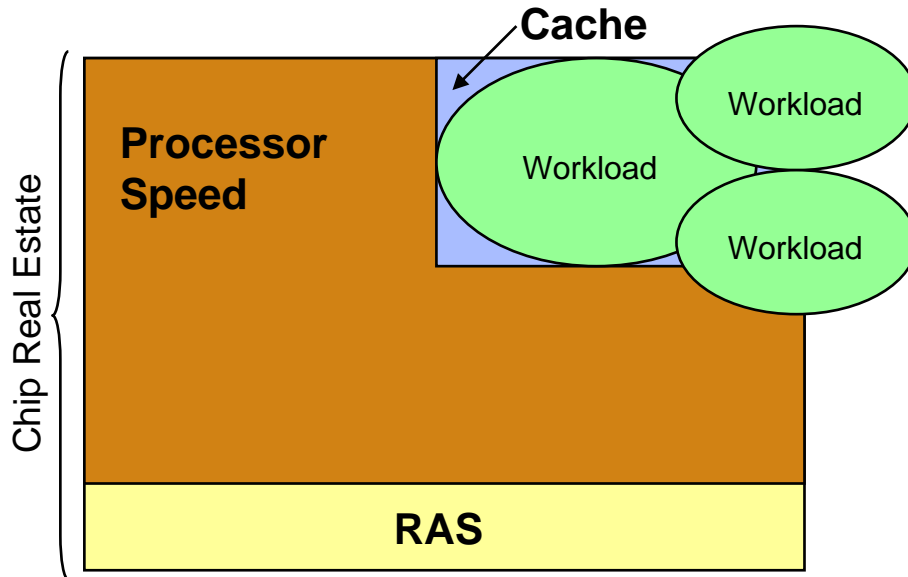 Cache
Workload
Processor
Speed
Workload
Workload
Chip Real Estate
RAS